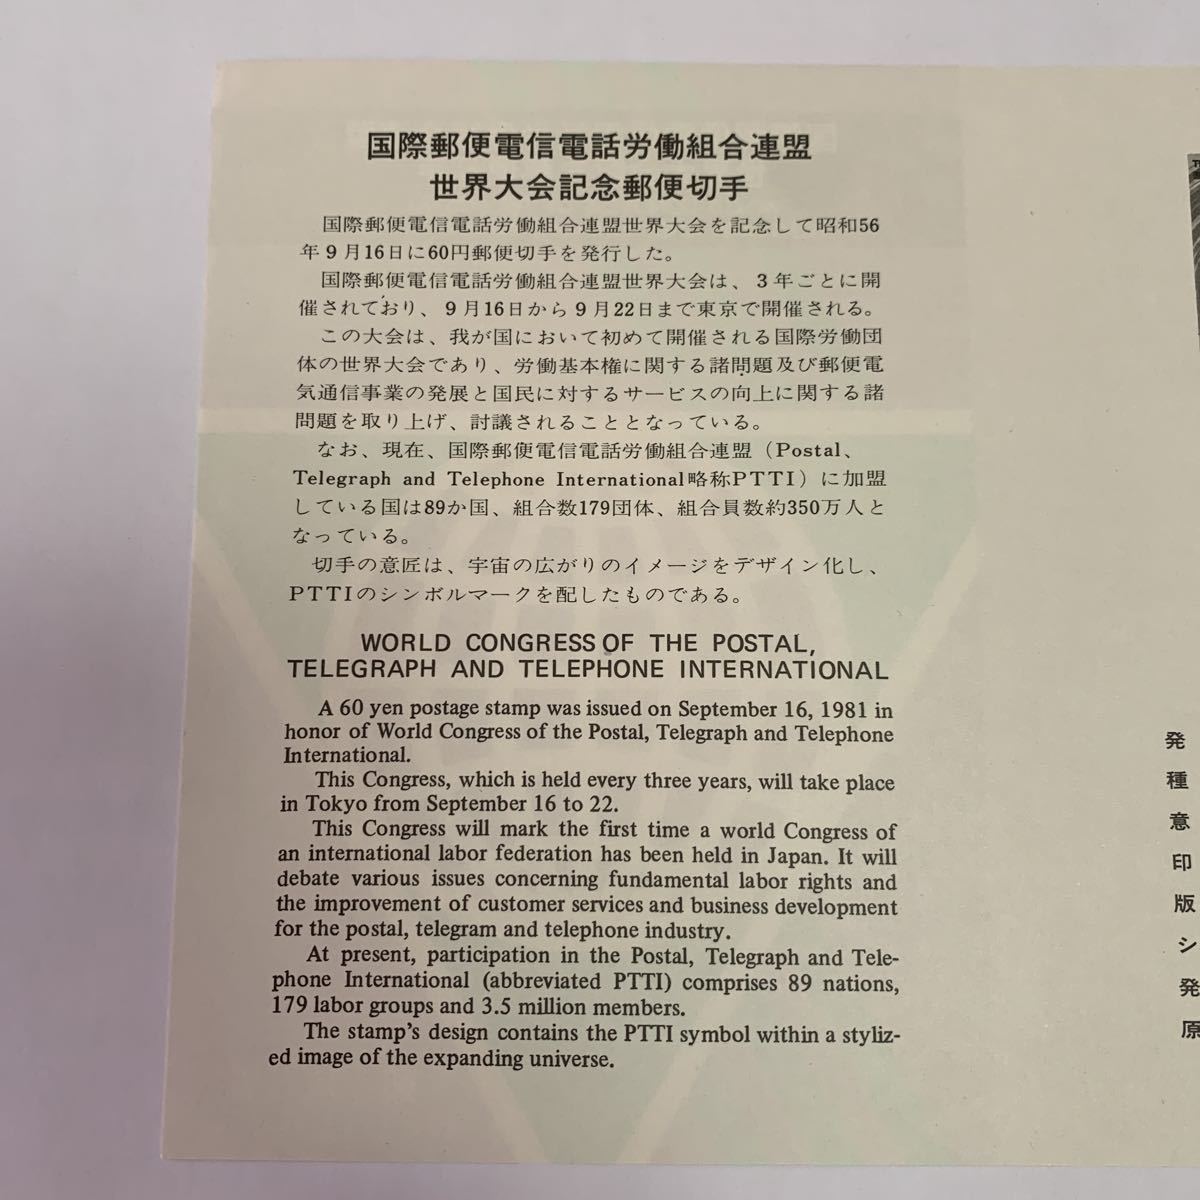 国際郵便電信電話労働組合連盟
世界大会記念郵便切手
国際郵便電信電話労働組合連盟世界大会を記念して昭和56
年9月16日に60円郵便切手を発行した。
国際郵便電信電話労働組合連盟世界大会は、3年ごとに開
催されており、9月16日から9月22日まで東京で開催される。
この大会は、我が国において初めて開催される国際労働団
体の世界大会であり、労働基本権に関する諸問題及び郵便電
気通信事業の発展と国民に対するサービスの向上に関する諸
問題を取り上げ、討議されることとなっている。
なお、現在、国際郵便電信電話労働組合連盟（Postal、
Telegraph and Telephone International略称PTTI）に加盟
している国は89か国、組合数179団体、組合員数約350万人と
なっている。
切手の意匠は、宇宙の広がりのイメージをデザイン化し、
PTTIのシンボルマークを配したものである。
WORLD CONGRESS OF THE POSTAL,
TELEGRAPH AND TELEPHONE INTERNATIONAL
A 60 yen postage stamp was issued on September 16, 1981 in
honor of World Congress of the Postal, Telegraph and Telephone
International.
This Congress, which is held every three years, will take place
in Tokyo from September 16 to 22.
This Congress will mark the first time a world Congress of
an international labor federation has been held in Japan. It will
debate various issues concerning fundamental labor rights and
the improvement of customer services and business development
for the postal, telegram and telephone industry.
At present, participation in the Postal, Telegraph and Tele-
phone International (abbreviated PTTI) comprises 89 nations,
179 labor groups and 3.5 million members.
The stamp's design contains the PTTI symbol within a styliz-
ed image of the expanding universe.
発
種
意
印
版
シ
発
原